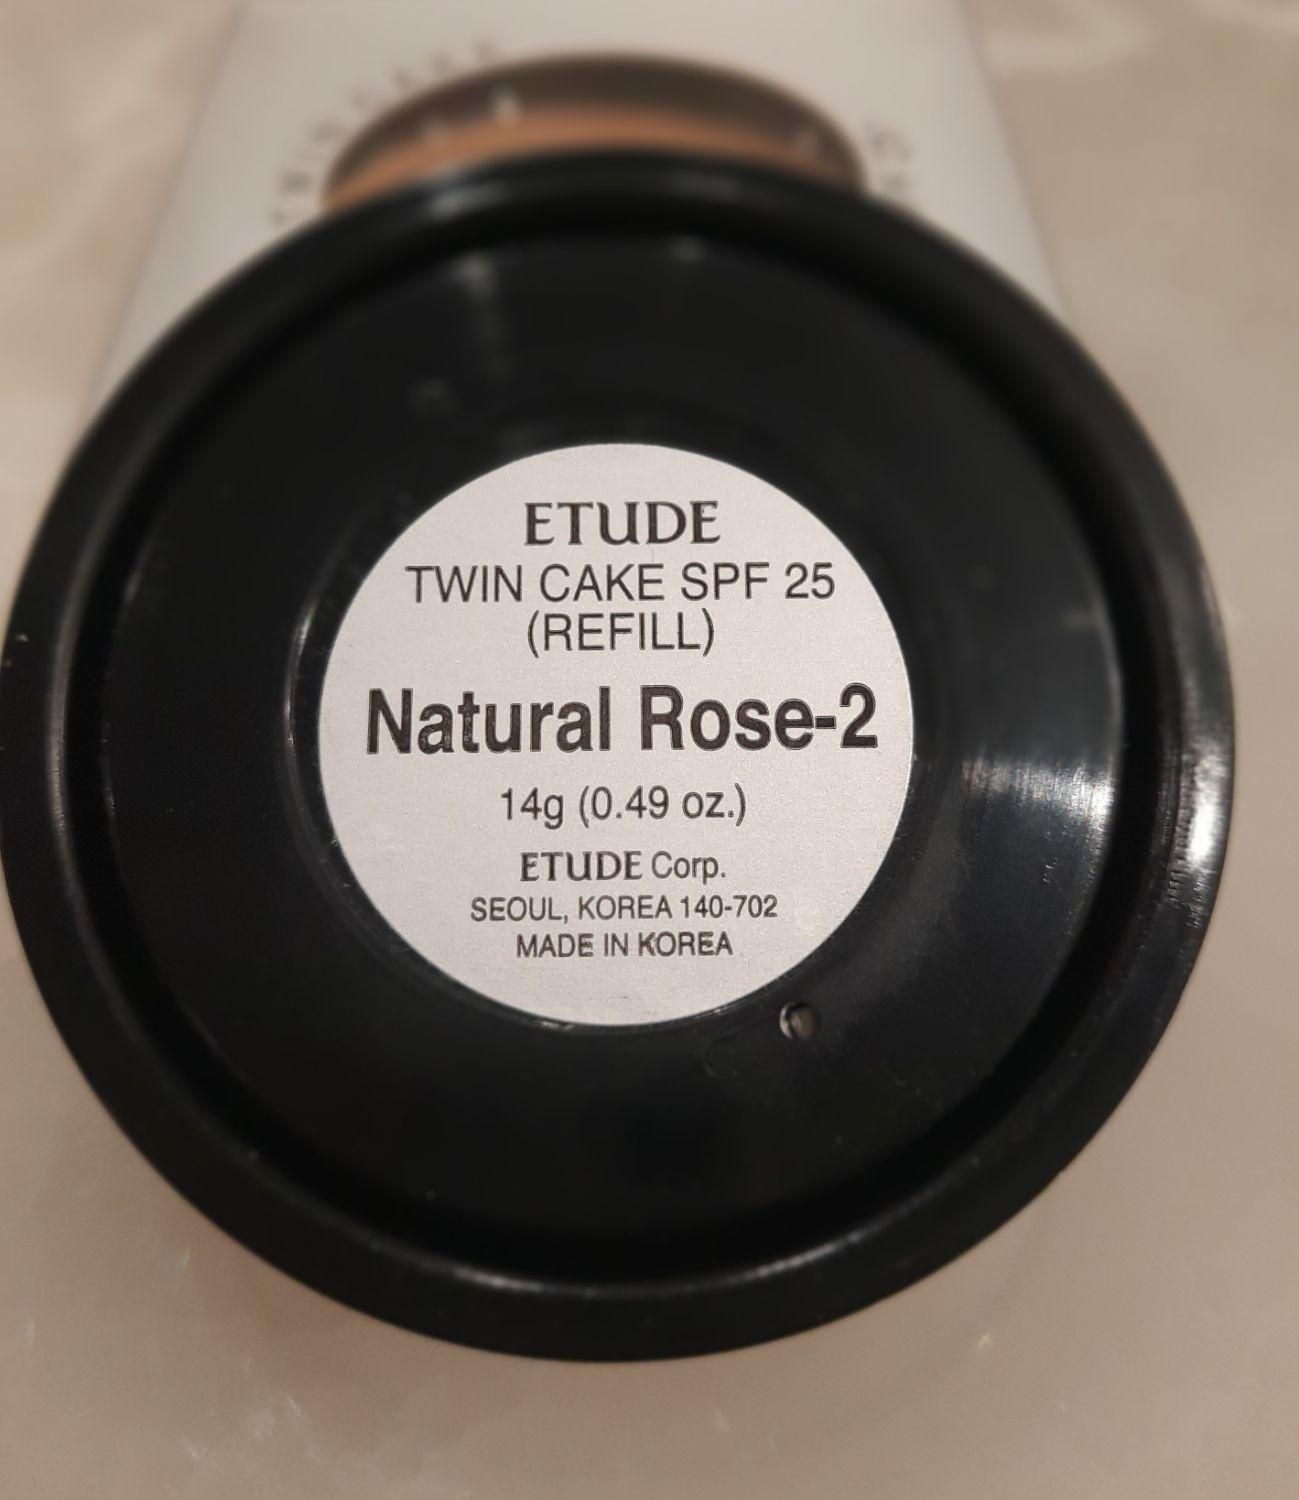 ETUDE
TWIN CAKE SPF 25
(REFILL)
Natural Rose-2
14g (0.49 oz.)
ETUDE Corp.
SEOUL, KOREA 140-702
MADE IN KOREA